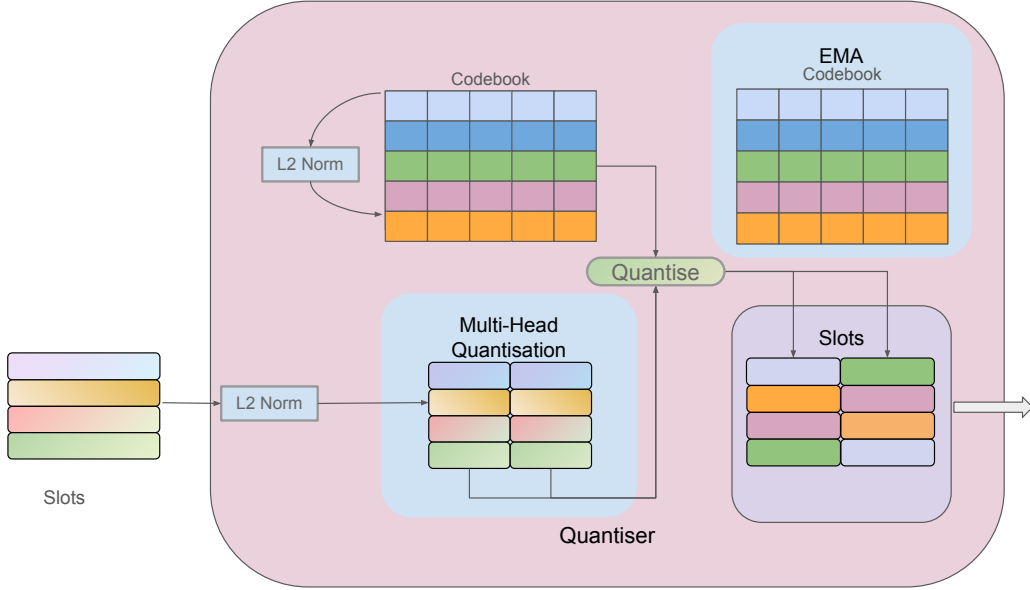 EMA
Codebook
Codebook
L2 Norm
Quantise
Multi-Head
Quantisation
Slots
L2 Norm
Slots
Quantiser